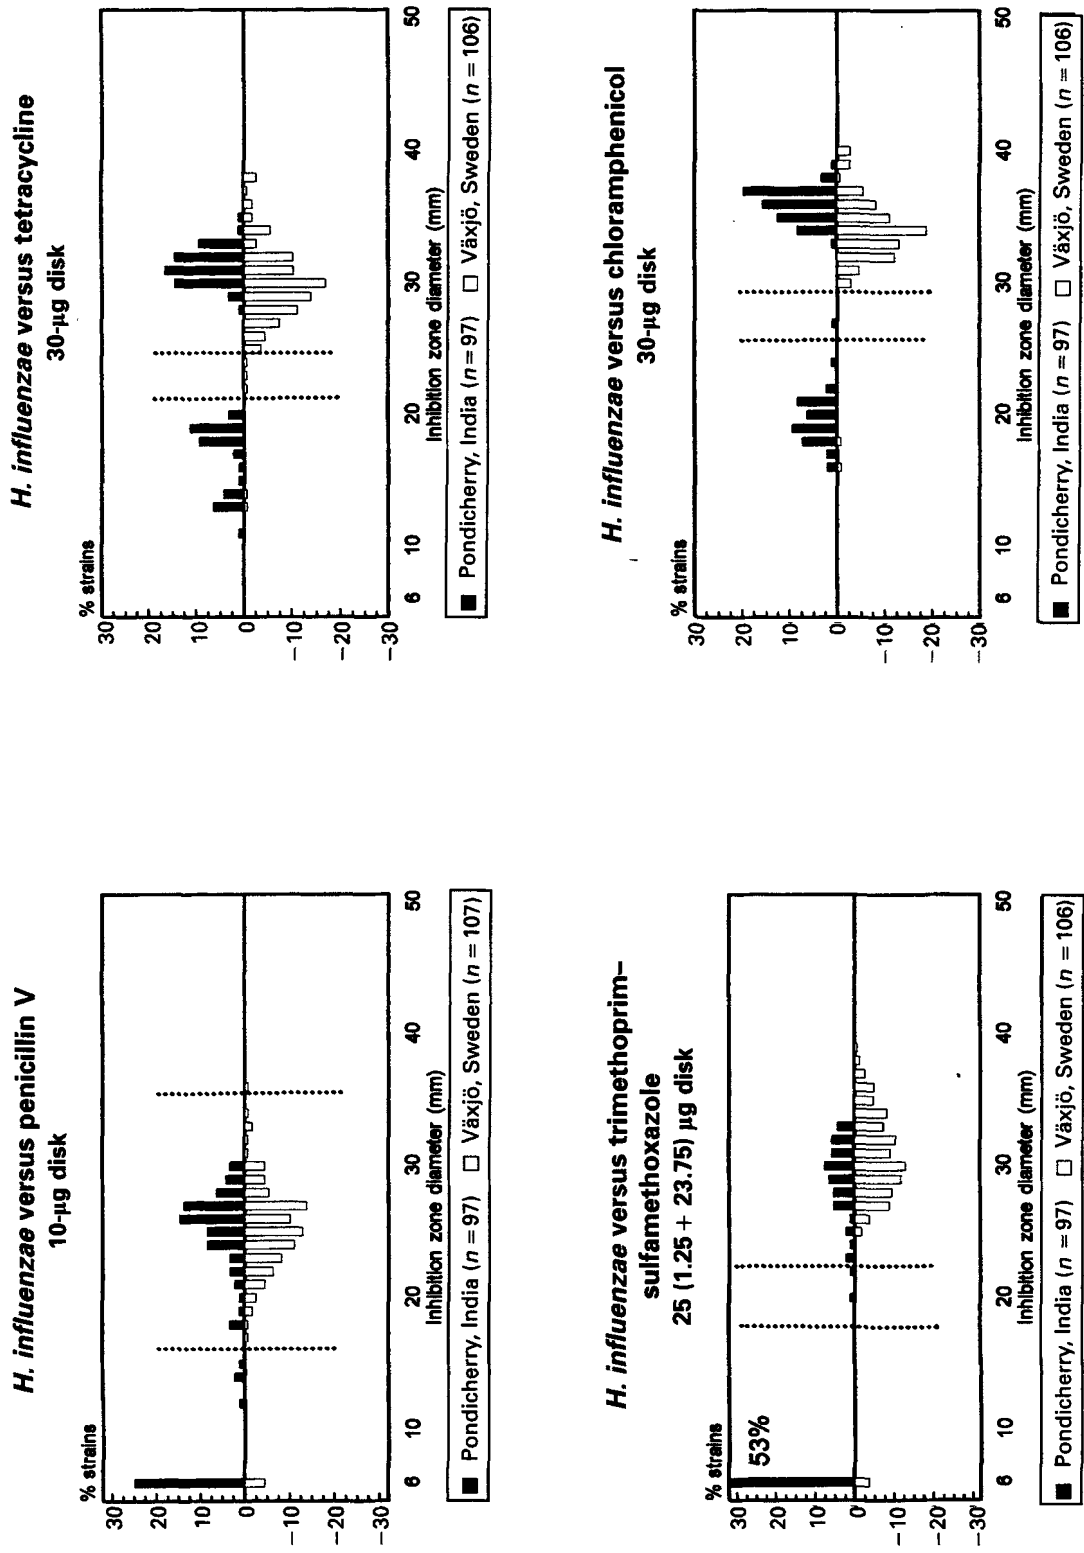 H. influenzae versus penicillin V
10-µg disk
% strains
30
20
10
0
−10
−20
−30
6
10
20
30
40
50
Inhibition zone diameter (mm)
■ Pondicherry, India (n = 97) □ Växjö, Sweden (n = 107)
H. influenzae versus tetracycline
30-µg disk
% strains
30
20
10
0
−10
−20
−30
6
10
20
30
40
50
Inhibition zone diameter (mm)
■ Pondicherry, India (n = 97) □ Växjö, Sweden (n = 106)
H. influenzae versus trimethoprim–
sulfamethoxazole
25 (1.25 + 23.75) µg disk
% strains
53%
30
20
10
0
−10
−20
−30
6
10
20
30
40
50
Inhibition zone diameter (mm)
■ Pondicherry, India (n = 97) □ Växjö, Sweden (n = 106)
H. influenzae versus chloramphenicol
30-µg disk
% strains
30
20
10
0
−10
−20
−30
6
10
20
30
40
50
Inhibition zone diameter (mm)
■ Pondicherry, India (n = 97) □ Växjö, Sweden (n = 106)